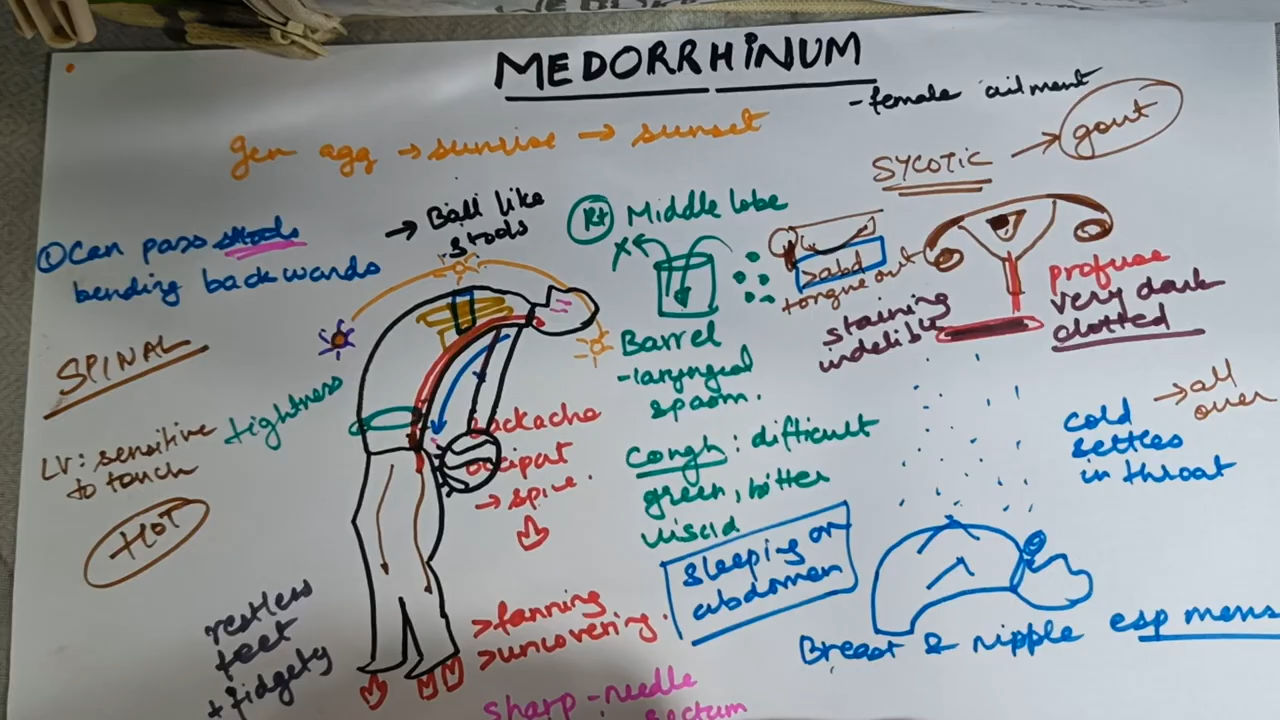 MEDORRHINUM
- female ailment
gen agg → sunrise → sunset
SYCOTIC → gout
① Can pass stools
bending backwards
→ Ball like
stools
Rt Middle lobe
> abd
tongue out
Barrel
- laryngeal
spasm.
staining
indelible
profuse
very dark
clotted
SPINAL
tightness
LV: sensitive
to touch
HOT
backache
occiput
→ spine.
Cough: difficult
green, bitter
viscid
cold → all
over
settles
in throat
Sleeping on
abdomen
restless
feet
+ fidgety
> fanning
> uncovering.
Breast & nipple esp mens
sharp - needle